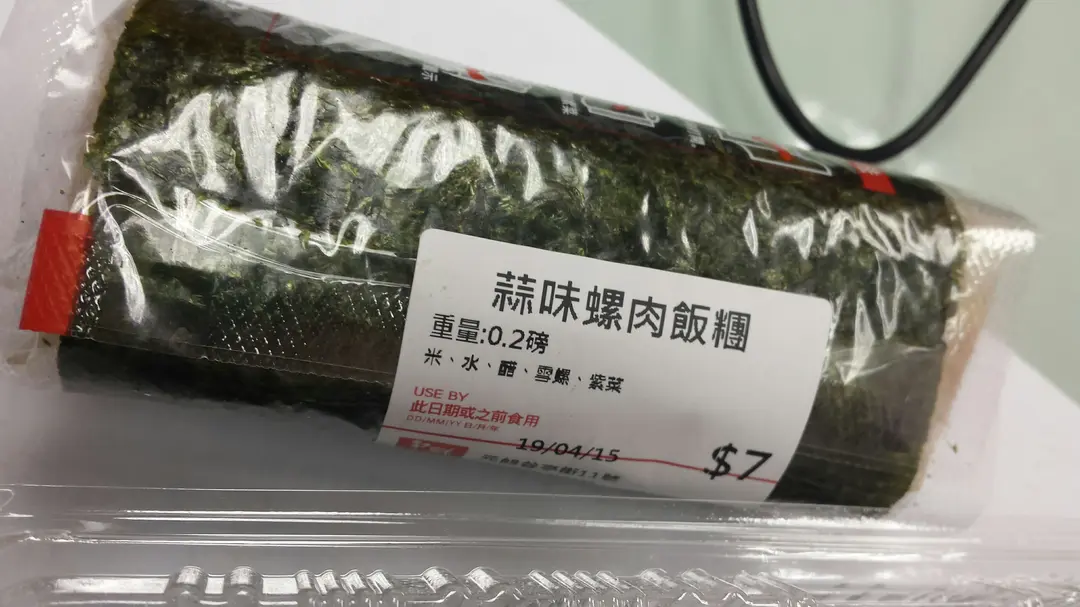 蒜味螺肉飯糰
重量:0.2磅
米、水、醋、雪螺、紫菜
USE BY
此日期或之前食用
DD/MM/YY 日/月/年
19/04/15
$7